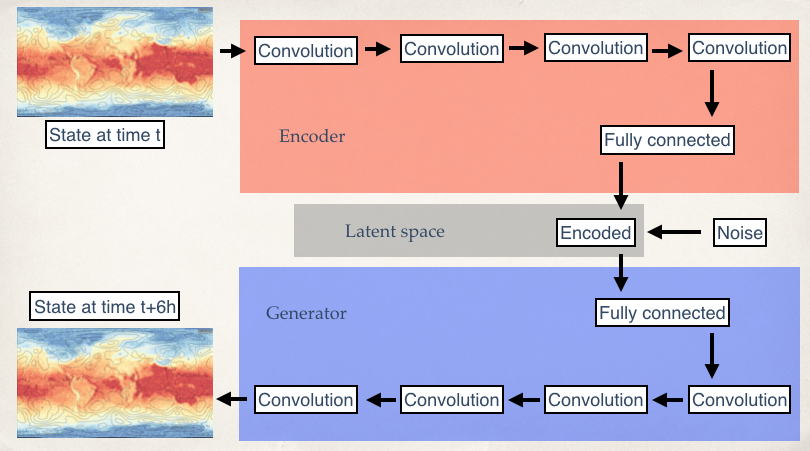 Convolution
Convolution
Convolution
Convolution
State at time t
Encoder
Fully connected
Latent space
Encoded
Noise
State at time t+6h
Generator
Fully connected
Convolution
Convolution
Convolution
Convolution